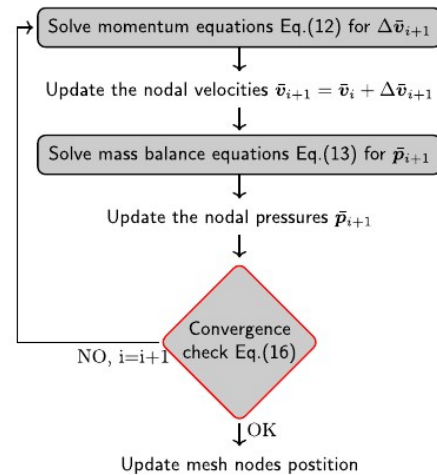 Solve momentum equations Eq.(12) for Δv̄ᵢ₊₁
Update the nodal velocities v̄ᵢ₊₁ = v̄ᵢ + Δv̄ᵢ₊₁
Solve mass balance equations Eq.(13) for p̄ᵢ₊₁
Update the nodal pressures p̄ᵢ₊₁
Convergence
check Eq.(16)
NO, i=i+1
OK
Update mesh nodes postition